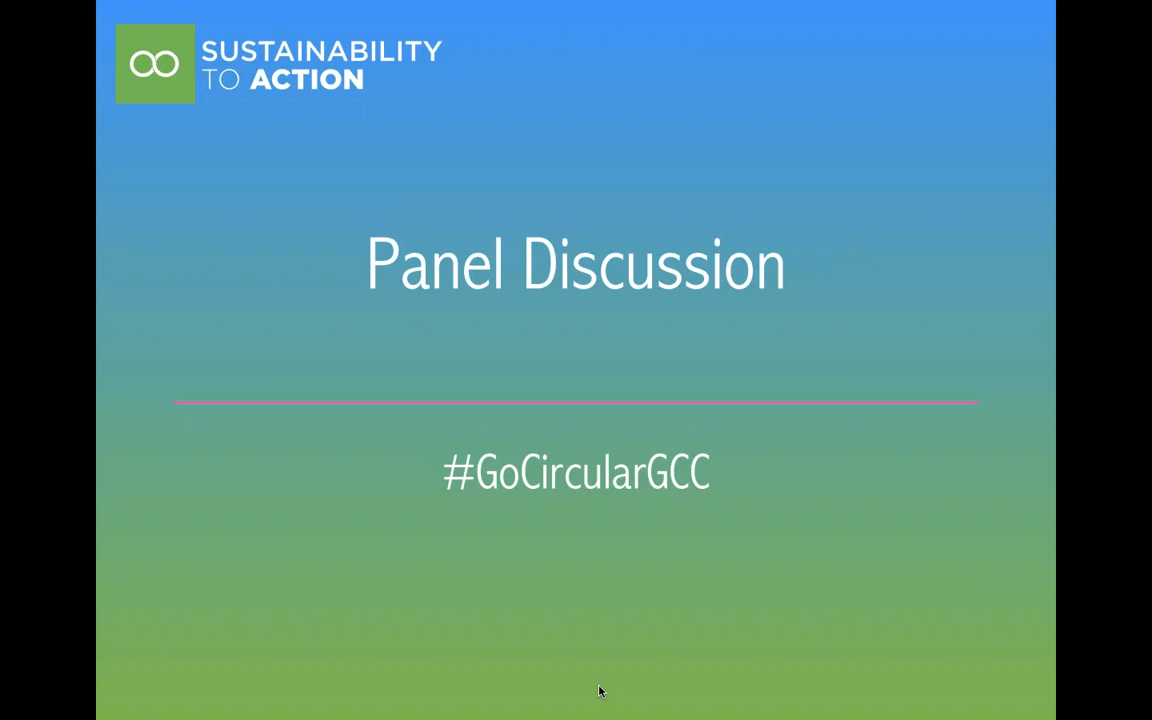 SUSTAINABILITY
TO ACTION
Panel Discussion
#GoCircularGCC